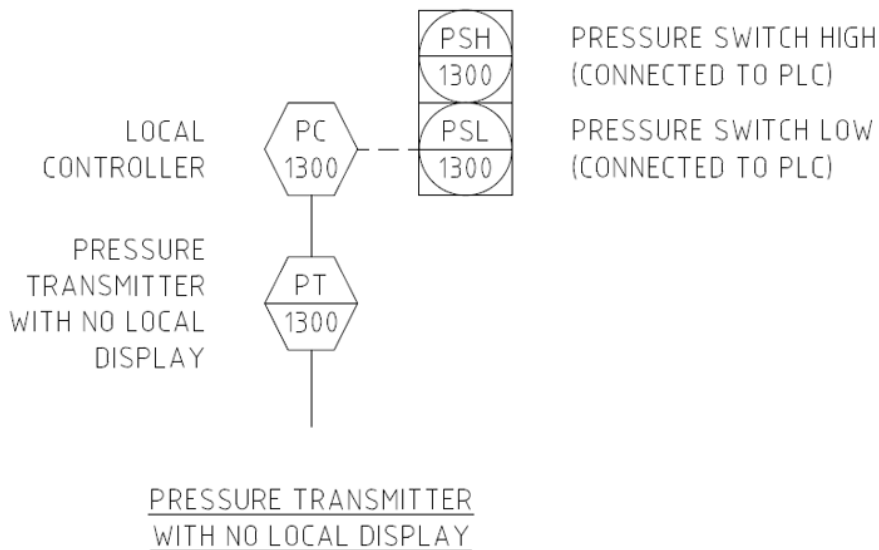 PSH
1300
PRESSURE SWITCH HIGH
(CONNECTED TO PLC)
LOCAL
CONTROLLER
PC
1300
PSL
1300
PRESSURE SWITCH LOW
(CONNECTED TO PLC)
PRESSURE
TRANSMITTER
WITH NO LOCAL
DISPLAY
PT
1300
PRESSURE TRANSMITTER
WITH NO LOCAL DISPLAY